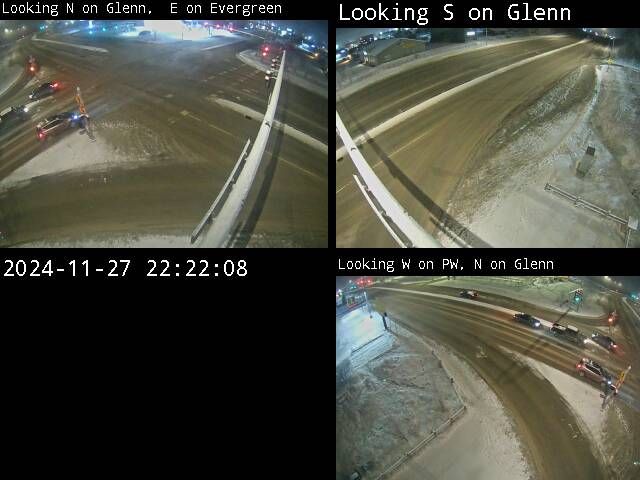 Looking N on Glenn, E on Evergreen
Looking S on Glenn
2024-11-27 22:22:08
Looking W on PW, N on Glenn